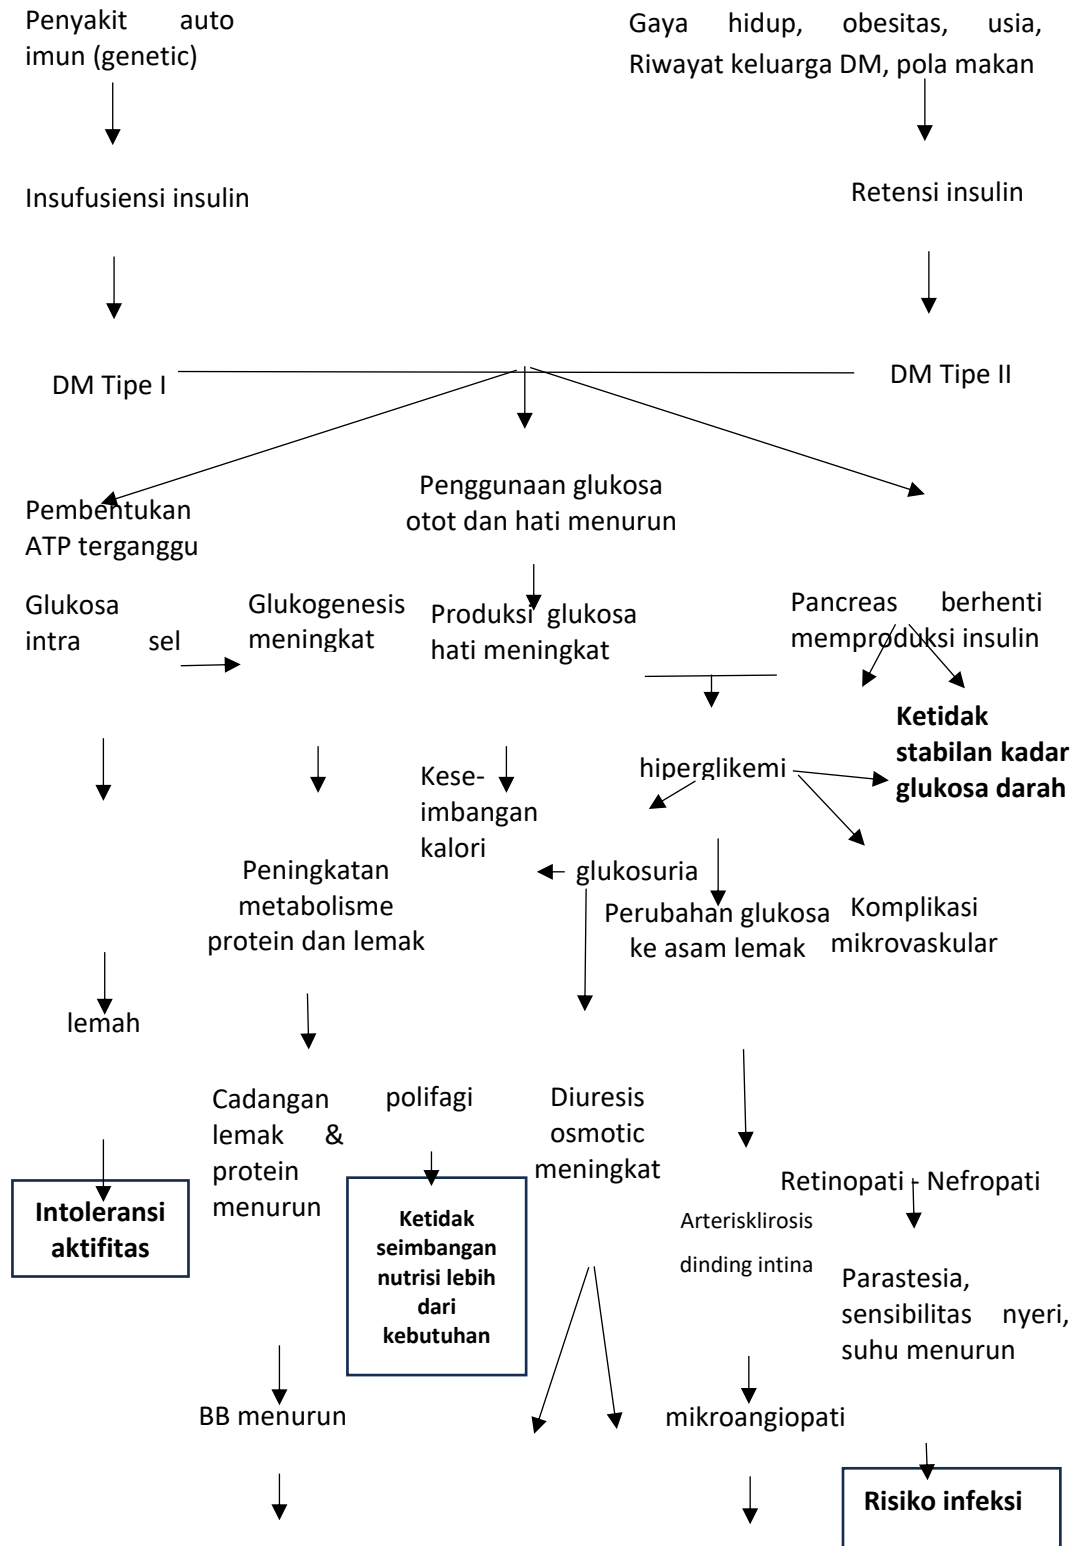 Penyakit auto
imun (genetic)
Gaya hidup, obesitas, usia,
Riwayat keluarga DM, pola makan
Insufusiensi insulin
Retensi insulin
DM Tipe I
DM Tipe II
Pembentukan
ATP terganggu
Penggunaan glukosa
otot dan hati menurun
Glukosa
intra sel
Glukogenesis
meningkat
Produksi glukosa
hati meningkat
Pancreas berhenti
memproduksi insulin
Ketidak
stabilan kadar
glukosa darah
Kese-
imbangan
kalori
hiperglikemi
glukosuria
Peningkatan
metabolisme
protein dan lemak
Perubahan glukosa
ke asam lemak
Komplikasi
mikrovaskular
lemah
Cadangan
lemak &
protein
menurun
polifagi
Diuresis
osmotic
meningkat
Retinopati - Nefropati
Intoleransi
aktifitas
Ketidak
seimbangan
nutrisi lebih
dari
kebutuhan
Arterisklirosis
dinding intina
Parastesia,
sensibilitas nyeri,
suhu menurun
BB menurun
mikroangiopati
Risiko infeksi